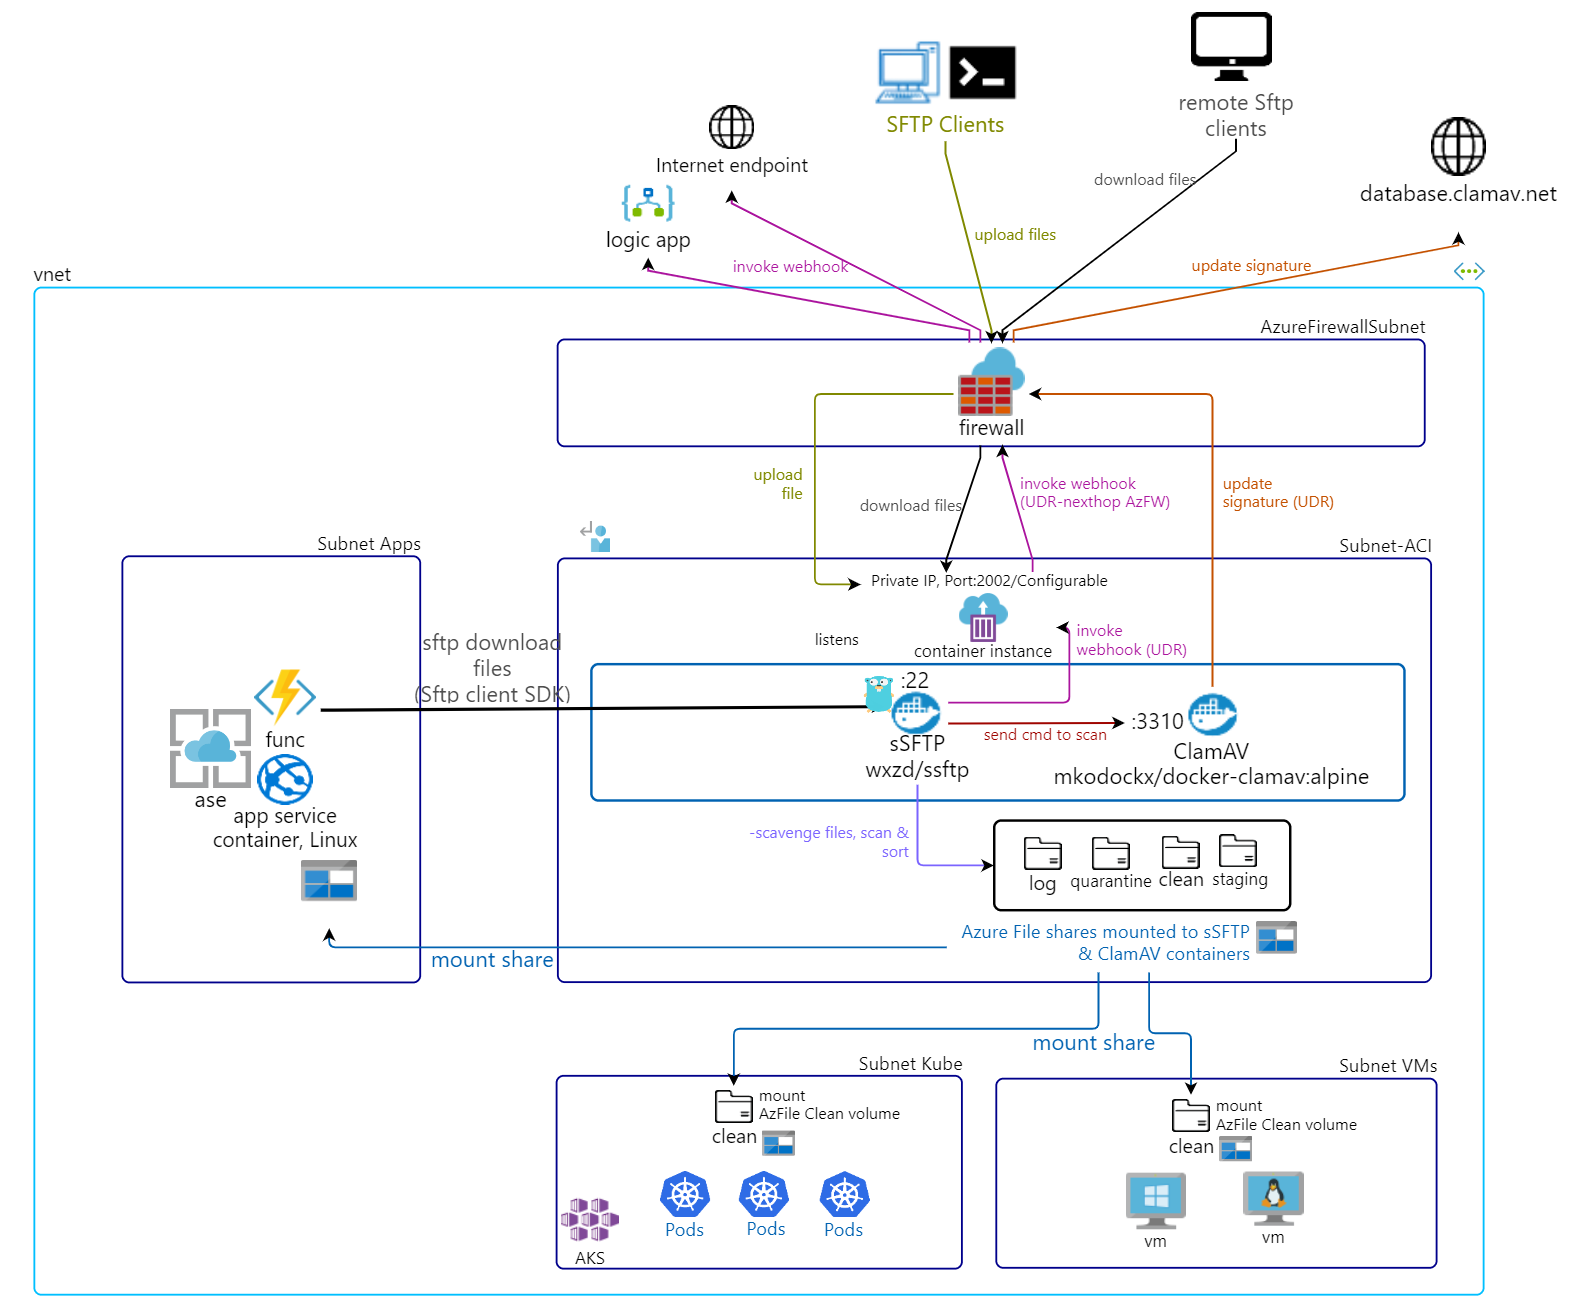 SFTP Clients
remote Sftp
clients
Internet endpoint
database.clamav.net
logic app
download files
upload files
invoke webhook
update signature
vnet
AzureFirewallSubnet
firewall
upload
file
download files
invoke webhook
(UDR-nexthop AzFW)
update
signature (UDR)
Subnet Apps
Subnet-ACI
Private IP, Port:2002/Configurable
listens
container instance
invoke
webhook (UDR)
sftp download
files
(Sftp client SDK)
:22
sSFTP
wxzd/ssftp
send cmd to scan
:3310
ClamAV
mkodockx/docker-clamav:alpine
func
ase
app service
container, Linux
-scavenge files, scan &
sort
log
quarantine
clean
staging
Azure File shares mounted to sSFTP
& ClamAV containers
mount share
mount share
Subnet Kube
Subnet VMs
mount
AzFile Clean volume
clean
mount
AzFile Clean volume
clean
Pods
Pods
Pods
AKS
vm
vm